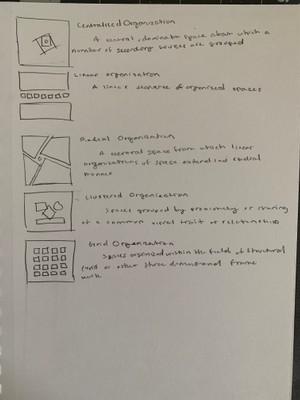 Centralized Organization
A central, dominant space about which a
number of secondary spaces are grouped
Linear organization
A linear sequence of organized spaces
Radial Organization
A central space from which linear
organizations of space extend in a radial
manner
Clustered Organization
Spaces grouped by proximity or sharing
of a common visual trait or relationship
Grid Organization
Spaces organized within the field of structural
or other three dimensional frame
work